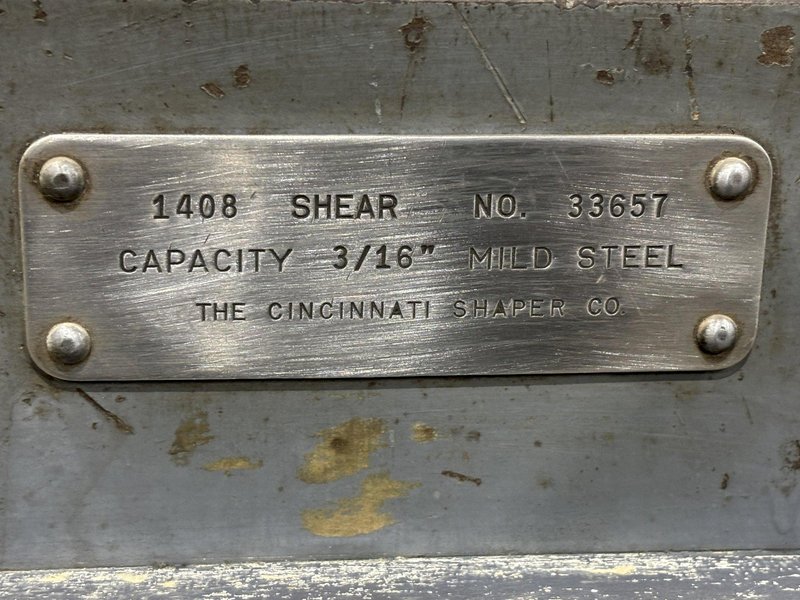 1408 SHEAR NO. 33657
CAPACITY 3/16" MILD STEEL
THE CINCINNATI SHAPER CO.